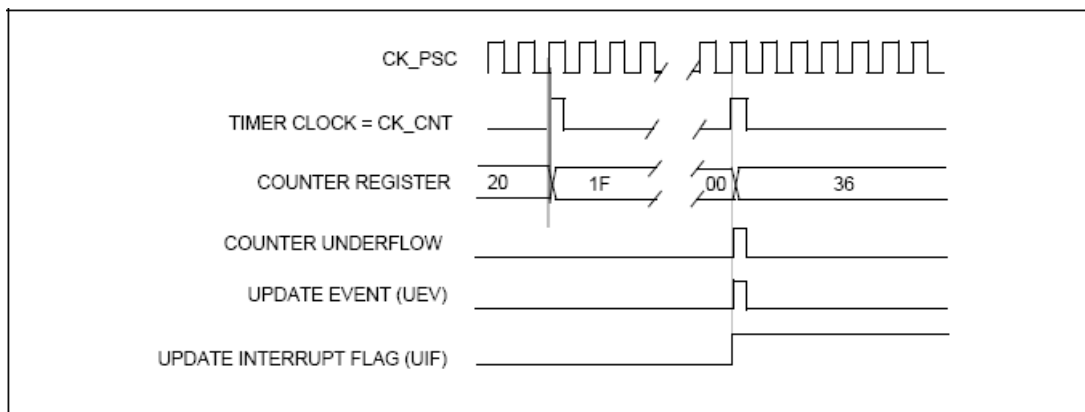 CK_PSC
TIMER CLOCK = CK_CNT
COUNTER REGISTER 20 1F 00 36
COUNTER UNDERFLOW
UPDATE EVENT (UEV)
UPDATE INTERRUPT FLAG (UIF)